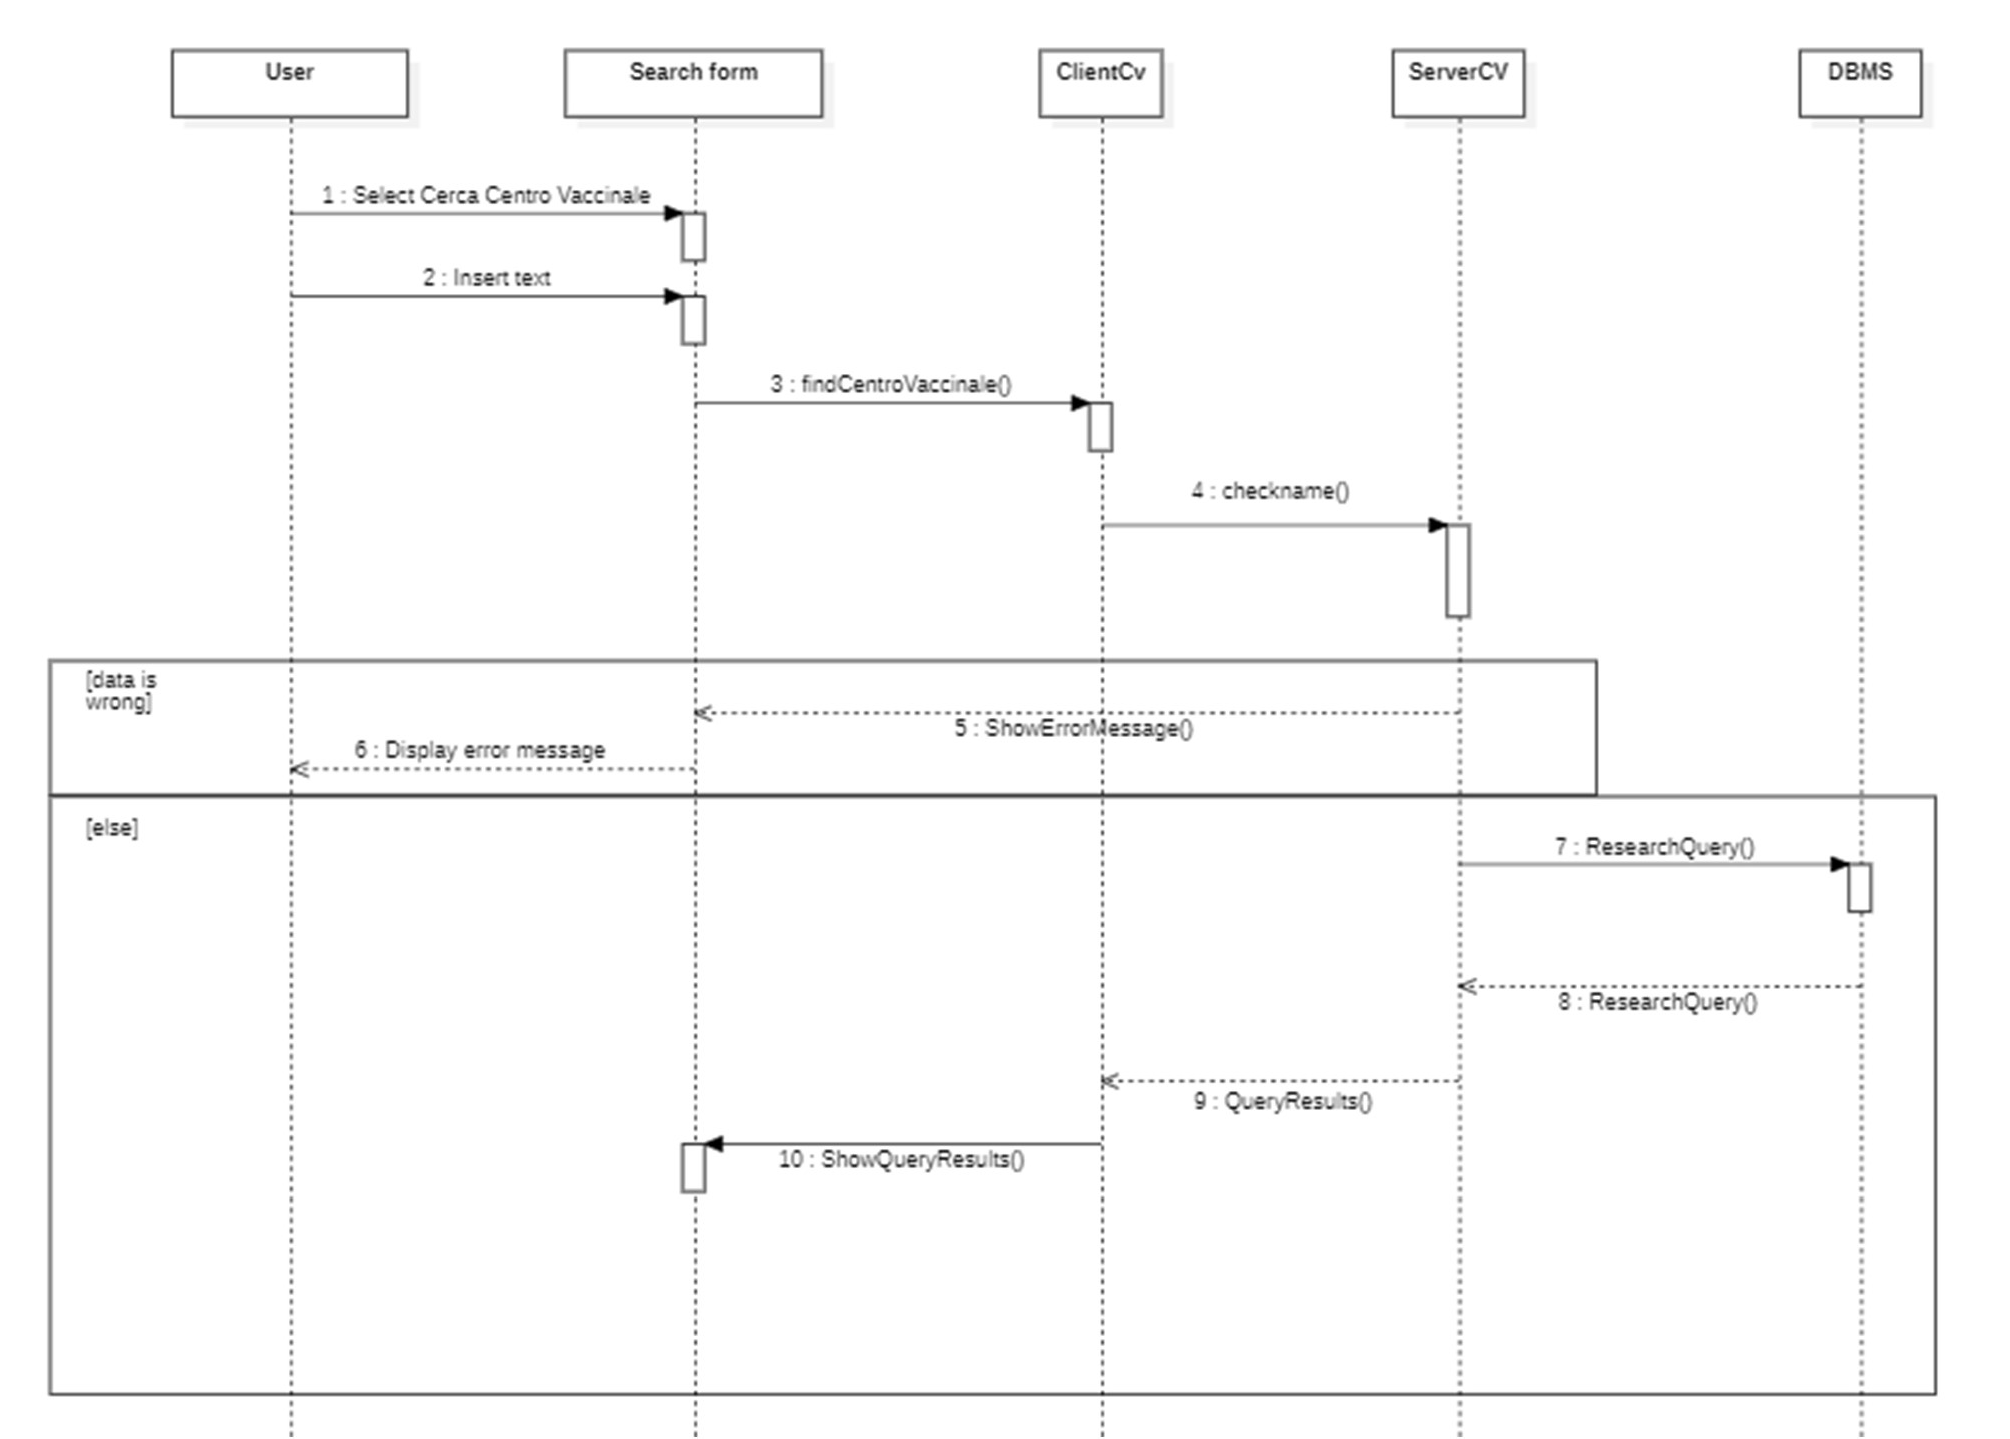 User
Search form
ClientCv
ServerCV
DBMS
1 : Select Cerca Centro Vaccinale
2 : Insert text
3 : findCentroVaccinale()
4 : checkname()
[data is
wrong]
5 : ShowErrorMessage()
6 : Display error message
[else]
7 : ResearchQuery()
8 : ResearchQuery()
9 : QueryResults()
10 : ShowQueryResults()